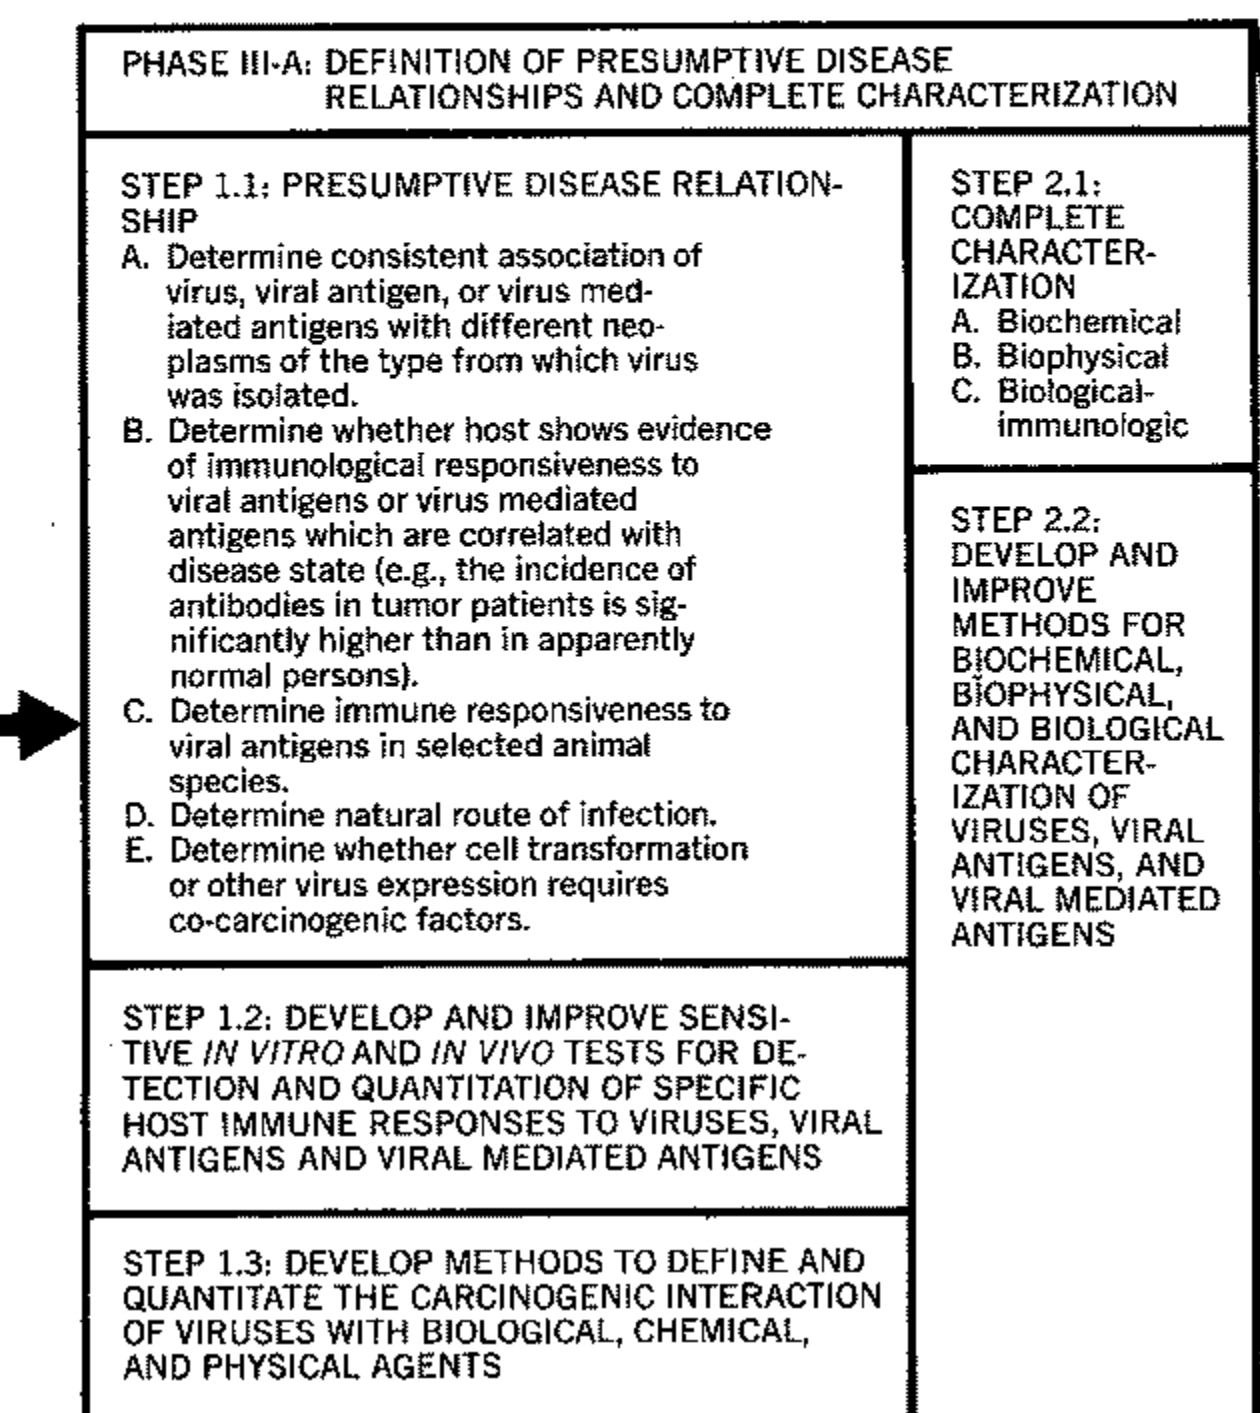 PHASE III-A: DEFINITION OF PRESUMPTIVE DISEASE
RELATIONSHIPS AND COMPLETE CHARACTERIZATION
STEP 1.1: PRESUMPTIVE DISEASE RELATION-
SHIP
A. Determine consistent association of
virus, viral antigen, or virus med-
iated antigens with different neo-
plasms of the type from which virus
was isolated.
B. Determine whether host shows evidence
of immunological responsiveness to
viral antigens or virus mediated
antigens which are correlated with
disease state (e.g., the incidence of
antibodies in tumor patients is sig-
nificantly higher than in apparently
normal persons).
C. Determine immune responsiveness to
viral antigens in selected animal
species.
D. Determine natural route of infection.
E. Determine whether cell transformation
or other virus expression requires
co-carcinogenic factors.
STEP 1.2: DEVELOP AND IMPROVE SENSI-
TIVE IN VITRO AND IN VIVO TESTS FOR DE-
TECTION AND QUANTITATION OF SPECIFIC
HOST IMMUNE RESPONSES TO VIRUSES, VIRAL
ANTIGENS AND VIRAL MEDIATED ANTIGENS
STEP 1.3: DEVELOP METHODS TO DEFINE AND
QUANTITATE THE CARCINOGENIC INTERACTION
OF VIRUSES WITH BIOLOGICAL, CHEMICAL,
AND PHYSICAL AGENTS
STEP 2.1:
COMPLETE
CHARACTER-
IZATION
A. Biochemical
B. Biophysical
C. Biological-
immunologic
STEP 2.2:
DEVELOP AND
IMPROVE
METHODS FOR
BIOCHEMICAL,
BIOPHYSICAL,
AND BIOLOGICAL
CHARACTER-
IZATION OF
VIRUSES, VIRAL
ANTIGENS, AND
VIRAL MEDIATED
ANTIGENS